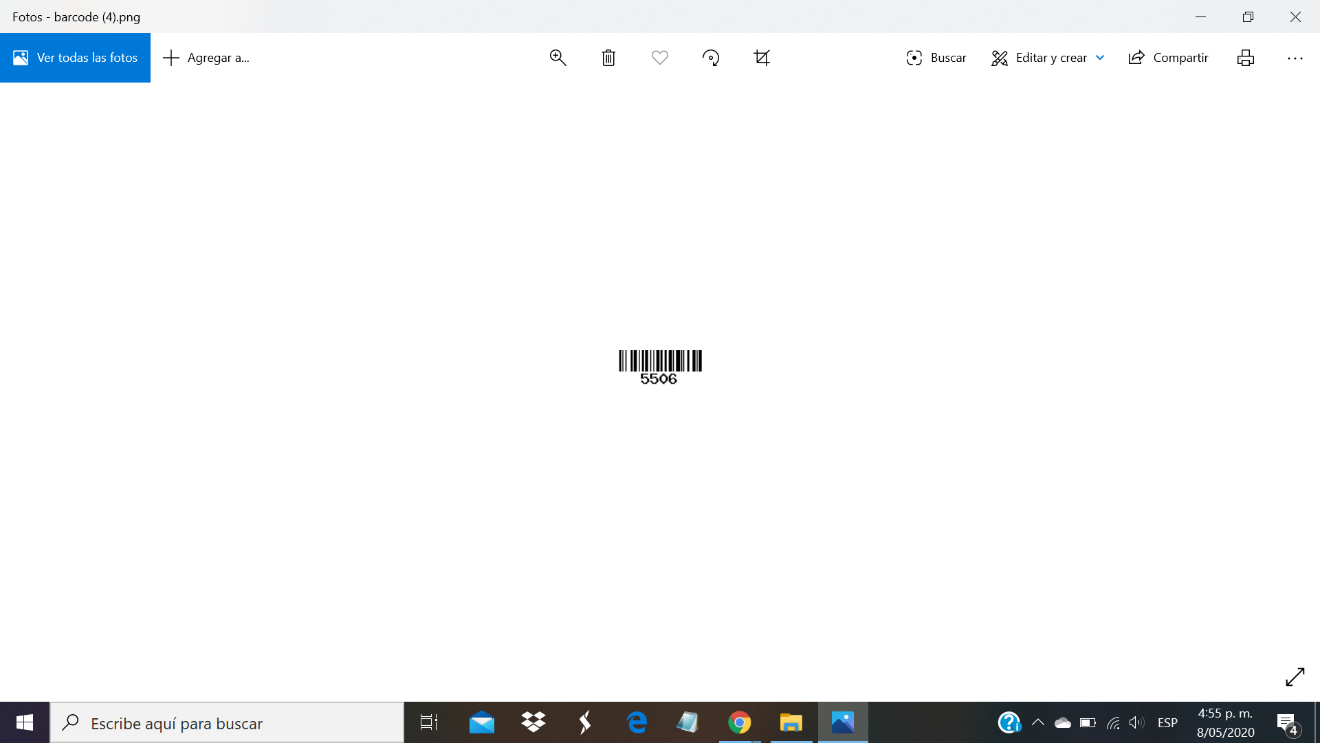 Fotos - barcode (4).png
Ver todas las fotos
Agregar a...
Buscar
Editar y crear
Compartir
5506
Escribe aquí para buscar
ESP
4:55 p. m.
8/05/2020
4